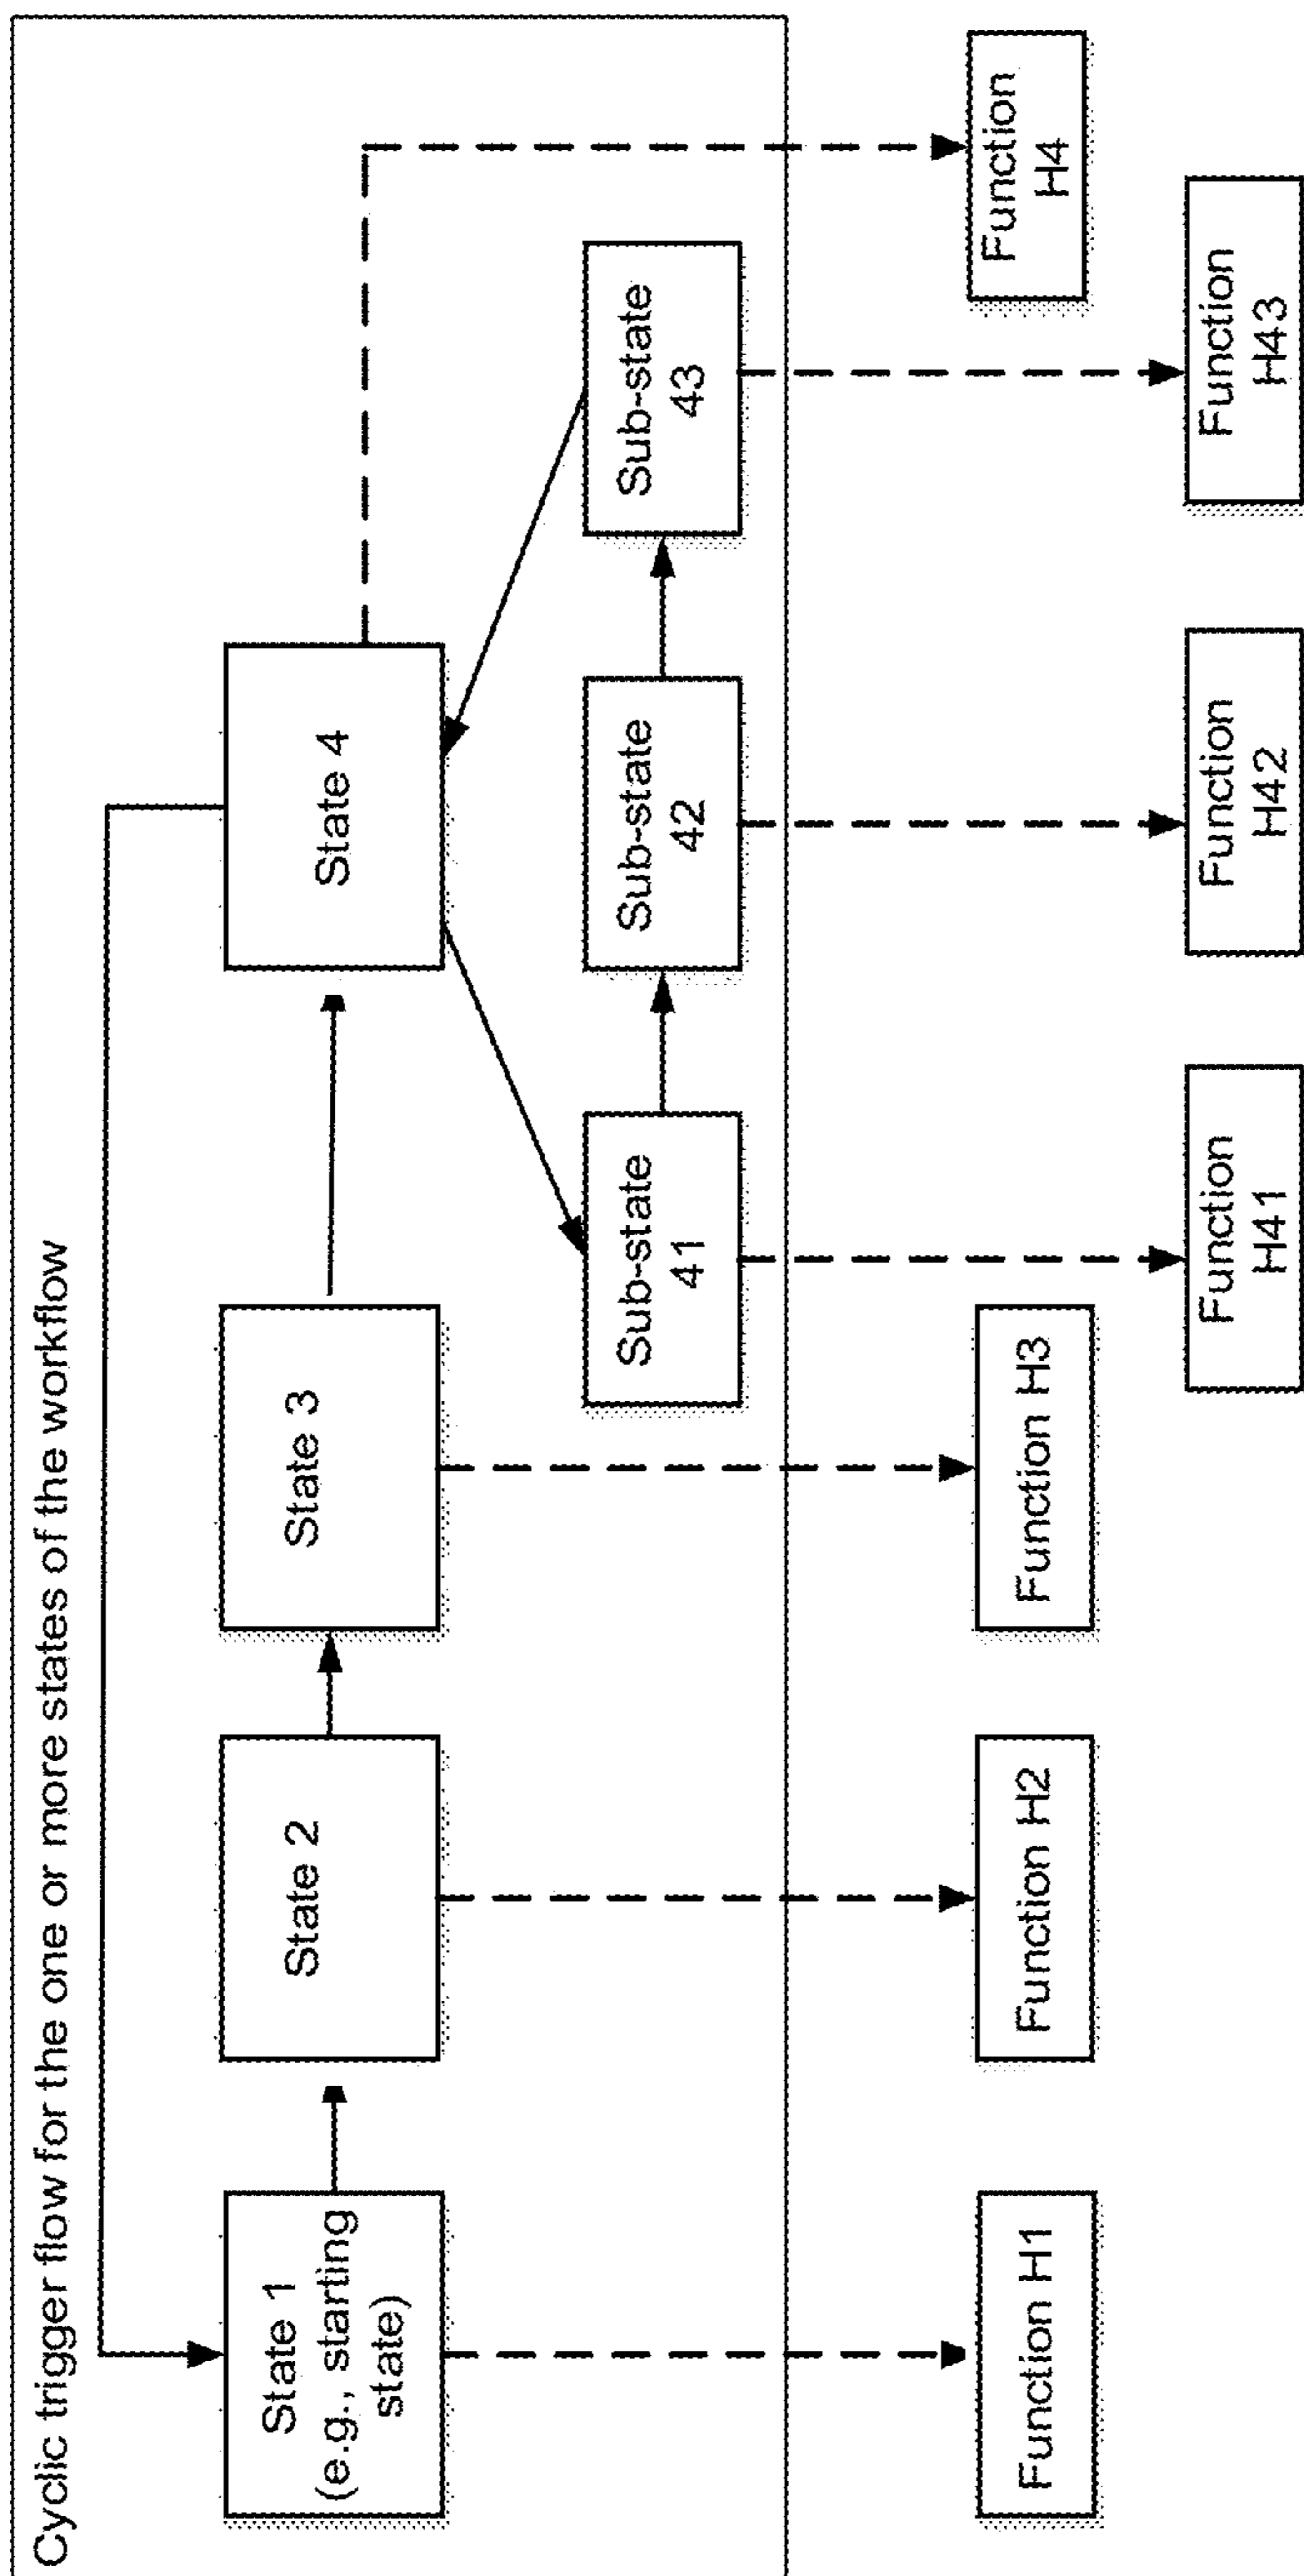 Cyclic trigger flow for the one or more states of the workflow
State 1
(e.g., starting
state)
State 2
State 3
State 4
Sub-state
41
Sub-state
42
Sub-state
43
Function H1
Function H2
Function H3
Function
H4
Function
H41
Function
H42
Function
H43